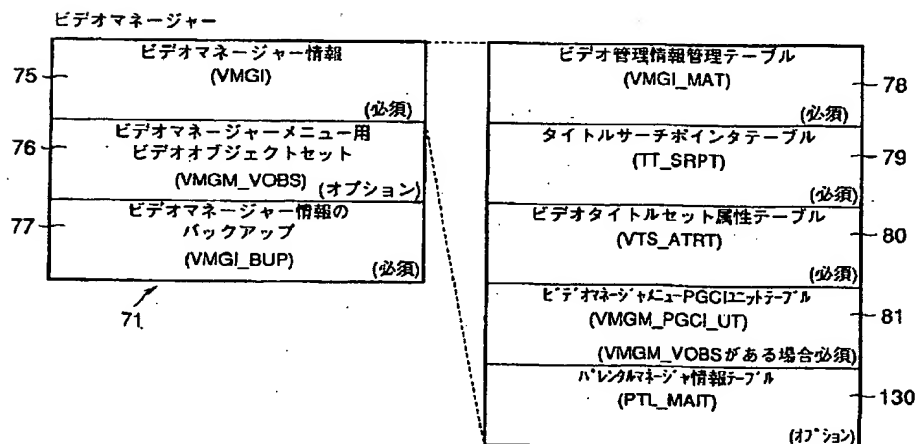 ビデオマネージャー
75
ビデオマネージャー情報
(VMGI)
(必須)
76
ビデオマネージャーメニュー用
ビデオオブジェクトセット
(VMGM_VOBS)
(オプション)
77
ビデオマネージャー情報の
バックアップ
(VMGI_BUP)
(必須)
71
ビデオ管理情報管理テーブル
(VMGI_MAT)
(必須)
78
タイトルサーチポインタテーブル
(TT_SRPT)
(必須)
79
ビデオタイトルセット属性テーブル
(VTS_ATRT)
(必須)
80
ビデオマネージャメニューPGCIユニットテーブル
(VMGM_PGCI_UT)
(VMGM_VOBSがある場合必須)
81
パレンタルマネージャ情報テーブル
(PTL_MAIT)
(オプション)
130